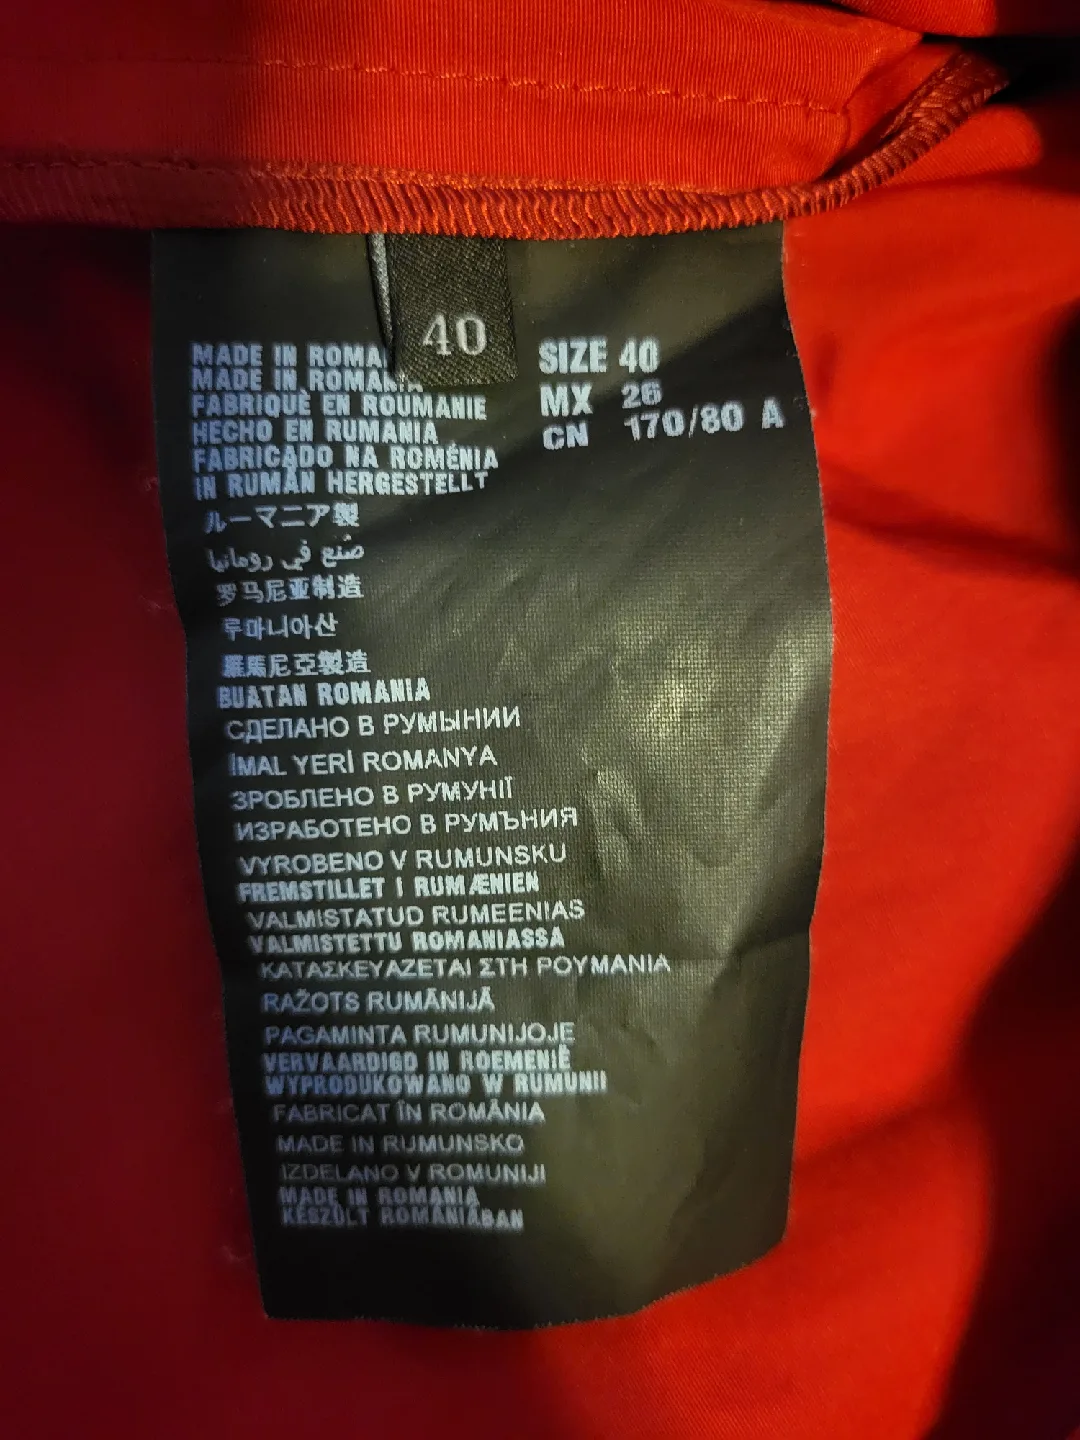 40
MADE IN ROMA
MADE IN ROMANIA
FABRIQUÈ EN ROUMANIE
HECHO EN RUMANIA
FABRICADO NA ROMÉNIA
IN RUMÄN HERGESTELLT
ルーマニア製
صنع في رومانيا
罗马尼亚制造
루마니아산
羅馬尼亞製造
BUATAN ROMANIA
СДЕЛАНО В РУМЫНИИ
İMAL YERİ ROMANYA
ЗРОБЛЕНО В РУМУНІЇ
ИЗРАБОТЕНО В РУМЪНИЯ
VYROBENO V RUMUNSKU
FREMSTILLET I RUMÆNIEN
VALMISTATUD RUMEENIAS
VALMISTETTU ROMANIASSA
ΚΑΤΑΣΚΕΥΑΖΕΤΑΙ ΣΤΗ ΡΟΥΜΑΝΙΑ
RAŽOTS RUMĀNIJĀ
PAGAMINTA RUMUNIJOJE
VERVAARDIGD IN ROEMENIË
WYPRODUKOWANO W RUMUNII
FABRICAT ÎN ROMÂNIA
MADE IN RUMUNSKO
IZDELANO V ROMUNIJI
MADE IN ROMANIA
KÉSZÜLT ROMÁNIÁBAN
SIZE 40
MX 26
CN 170/80 A